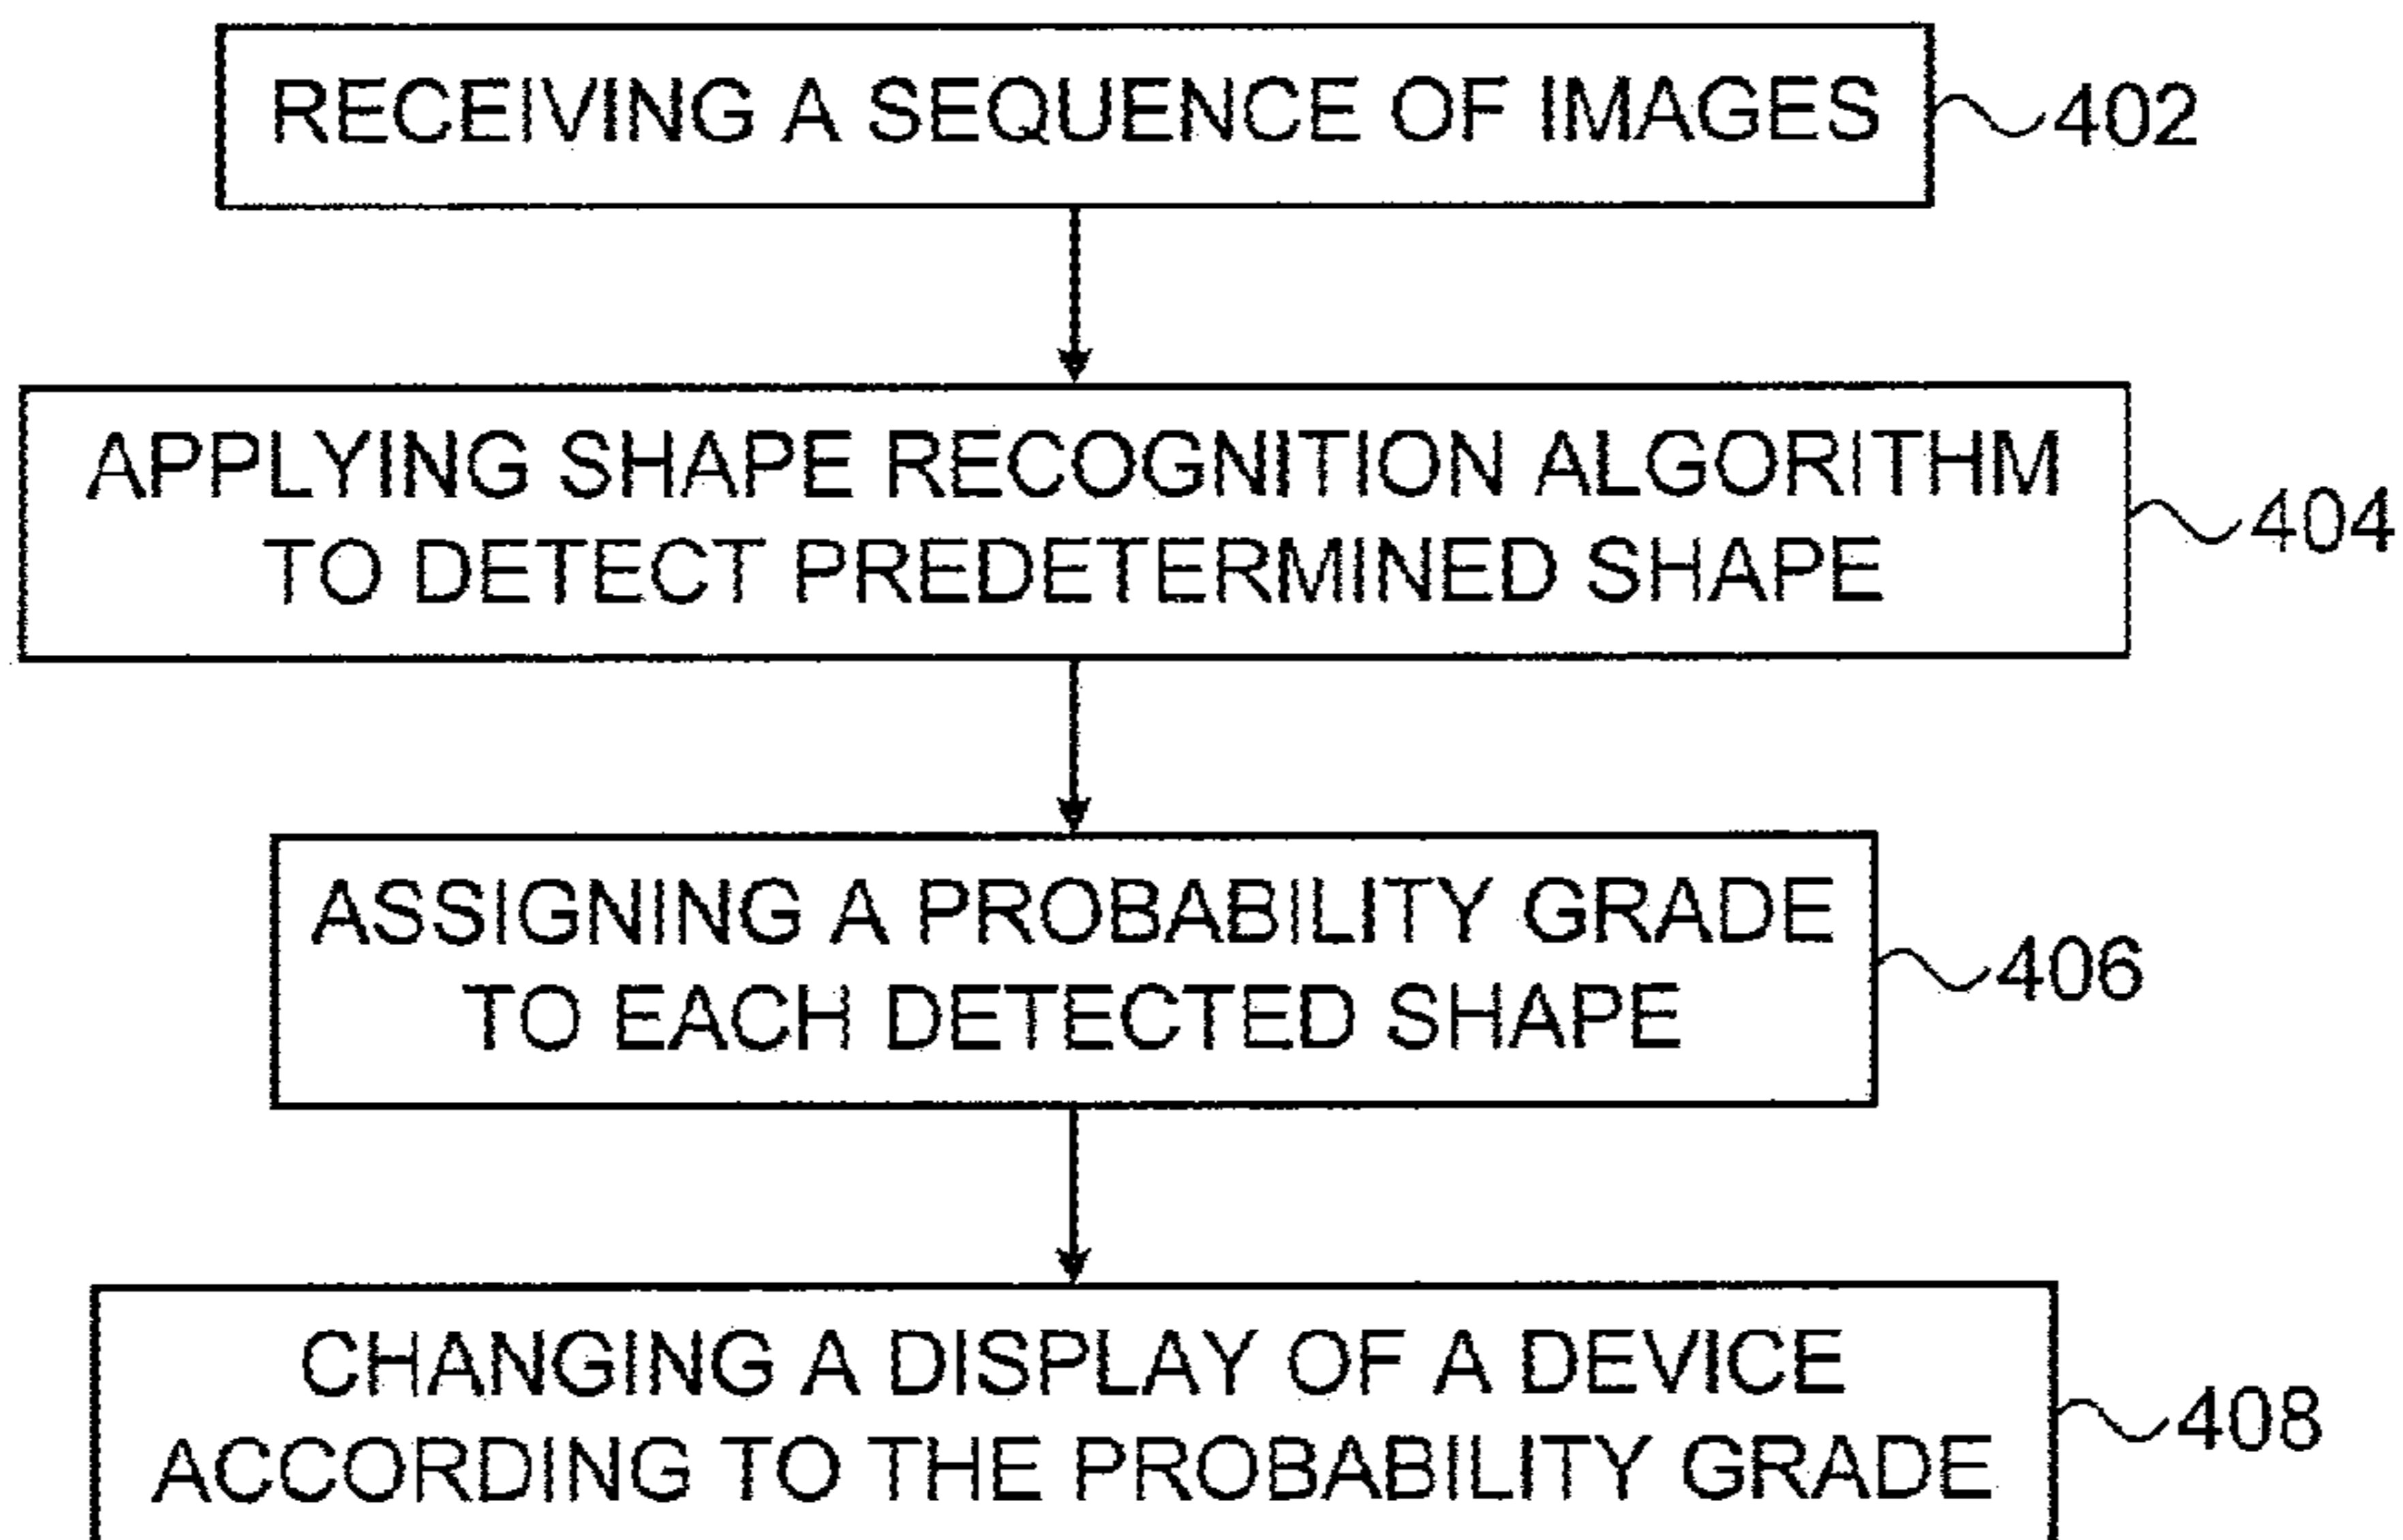 RECEIVING A SEQUENCE OF IMAGES
402
APPLYING SHAPE RECOGNITION ALGORITHM
TO DETECT PREDETERMINED SHAPE
404
ASSIGNING A PROBABILITY GRADE
TO EACH DETECTED SHAPE
406
CHANGING A DISPLAY OF A DEVICE
ACCORDING TO THE PROBABILITY GRADE
408